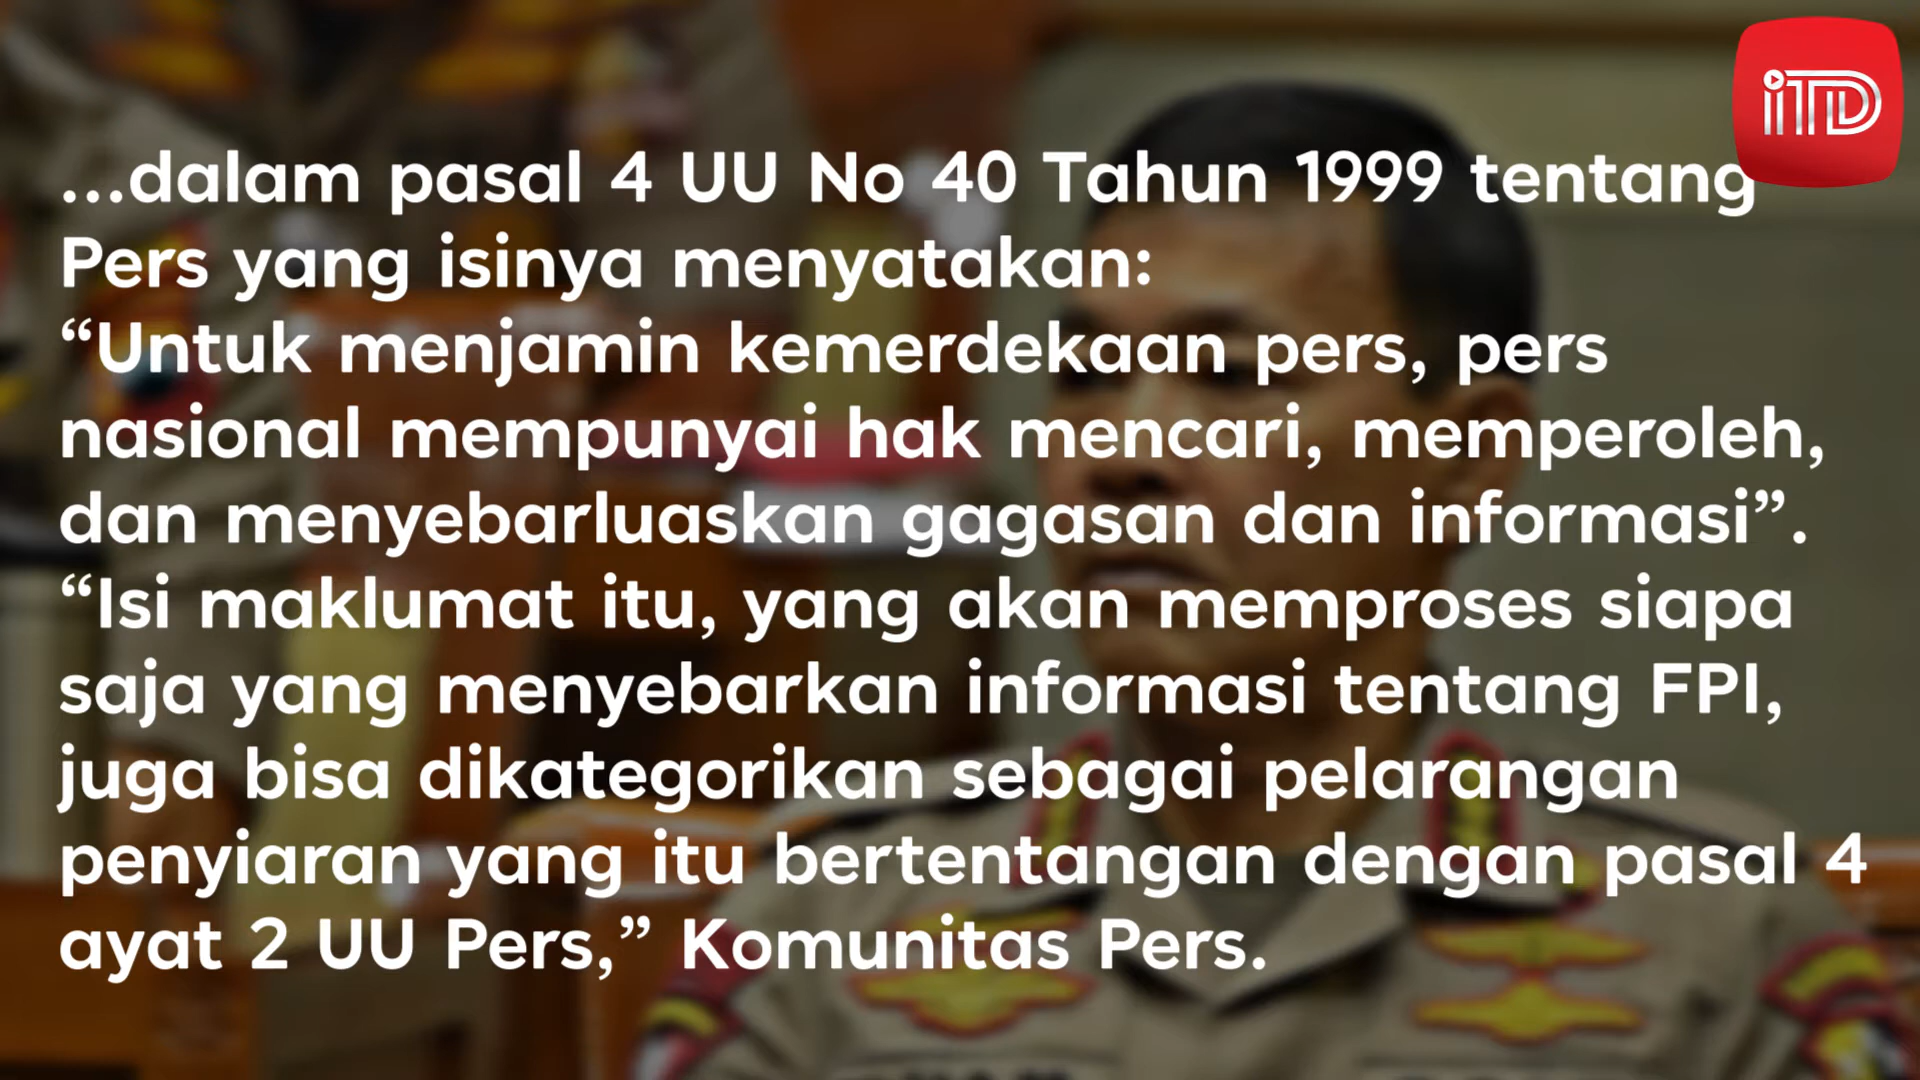 iTD
...dalam pasal 4 UU No 40 Tahun 1999 tentang
Pers yang isinya menyatakan:
“Untuk menjamin kemerdekaan pers, pers
nasional mempunyai hak mencari, memperoleh,
dan menyebarluaskan gagasan dan informasi”.
“Isi maklumat itu, yang akan memproses siapa
saja yang menyebarkan informasi tentang FPI,
juga bisa dikategorikan sebagai pelarangan
penyiaran yang itu bertentangan dengan pasal 4
ayat 2 UU Pers,” Komunitas Pers.